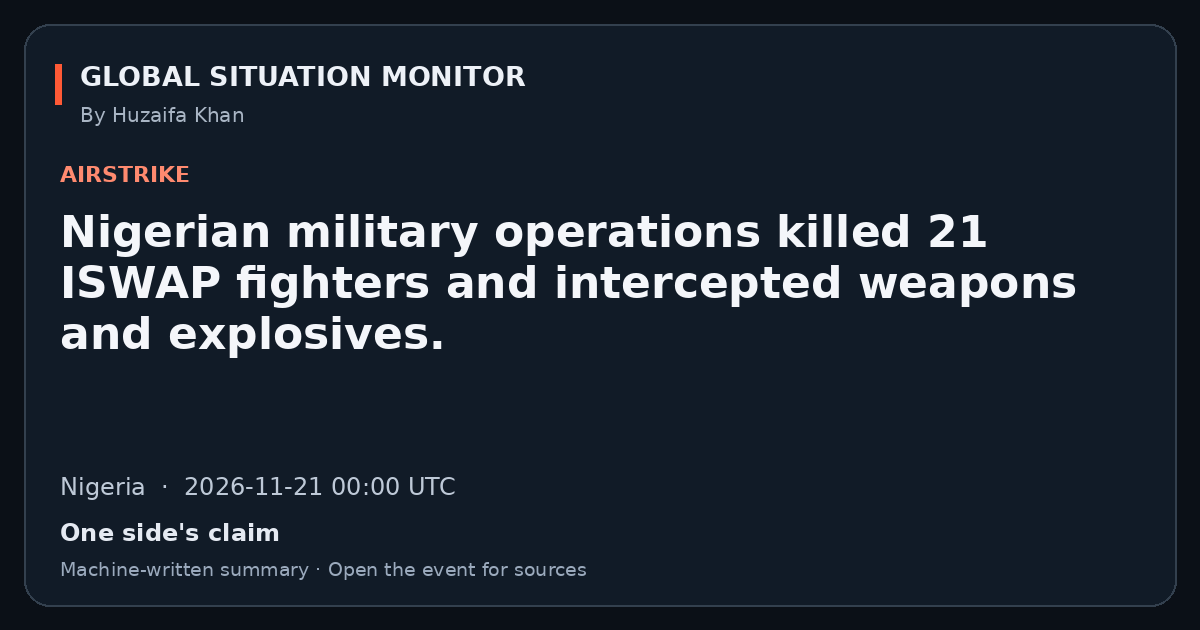 GLOBAL SITUATION MONITOR
By Huzaifa Khan
AIRSTRIKE
Nigerian military operations killed 21
ISWAP fighters and intercepted weapons
and explosives.
Nigeria · 2026-11-21 00:00 UTC
One side's claim
Machine-written summary · Open the event for sources